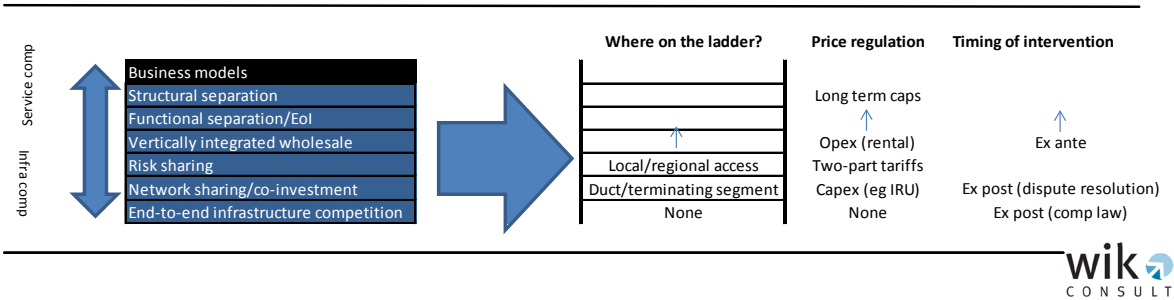 Where on the ladder? Price regulation Timing of intervention
Service comp
Infra comp
Business models
Structural separation Long term caps
Functional separation/EoI
Vertically integrated wholesale Opex (rental) Ex ante
Risk sharing Local/regional access Two-part tariffs
Network sharing/co-investment Duct/terminating segment Capex (eg IRU) Ex post (dispute resolution)
End-to-end infrastructure competition None None Ex post (comp law)
wik
CONSULT